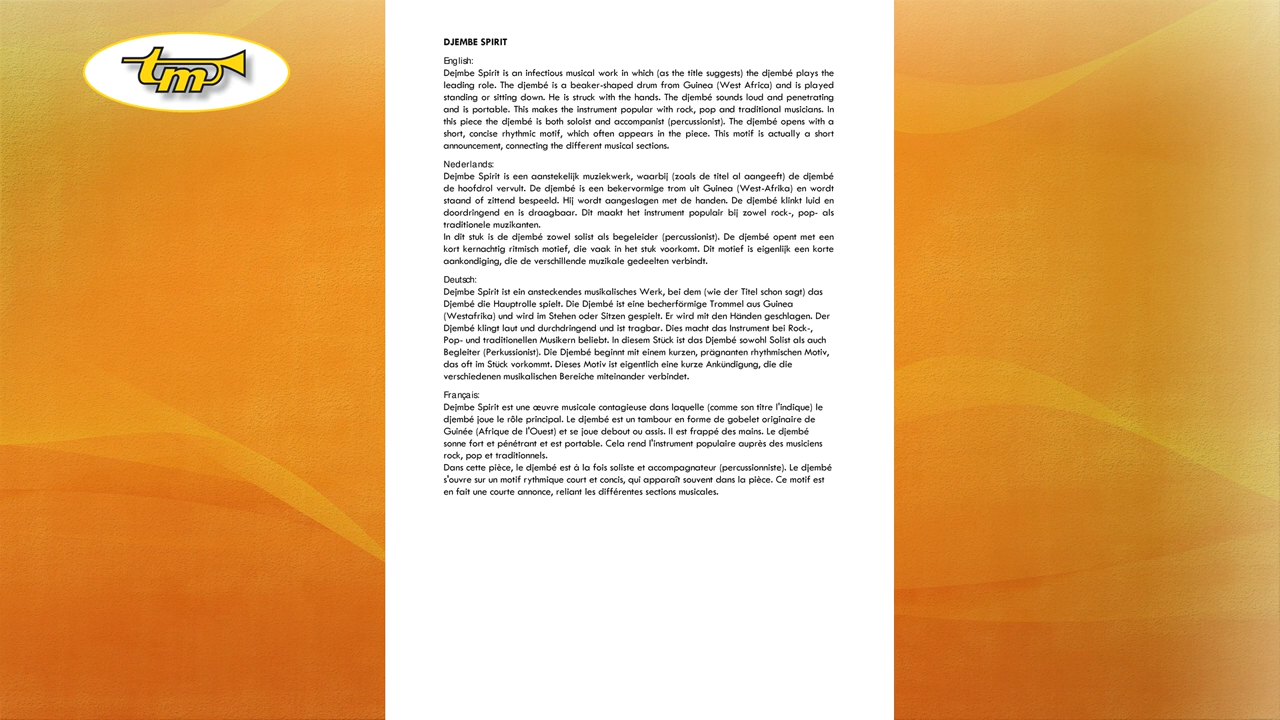 tm
DJEMBE SPIRIT
English:
Dejmbe Spirit is an infectious musical work in which (as the title suggests) the djembé plays the
leading role. The djembé is a beaker-shaped drum from Guinea (West Africa) and is played
standing or sitting down. He is struck with the hands. The djembé sounds loud and penetrating
and is portable. This makes the instrument popular with rock, pop and traditional musicians. In
this piece the djembé is both soloist and accompanist (percussionist). The djembé opens with a
short, concise rhythmic motif, which often appears in the piece. This motif is actually a short
announcement, connecting the different musical sections.
Nederlands:
Dejmbe Spirit is een aanstekelijk muziekwerk, waarbij (zoals de titel al aangeeft) de djembé
de hoofdrol vervult. De djembé is een bekervormige trom uit Guinea (West-Afrika) en wordt
staand of zittend bespeeld. Hij wordt aangeslagen met de handen. De djembé klinkt luid en
doordringend en is draagbaar. Dit maakt het instrument populair bij zowel rock-, pop- als
traditionele muzikanten.
In dit stuk is de djembé zowel solist als begeleider (percussionist). De djembé opent met een
kort kernachtig ritmisch motief, die vaak in het stuk voorkomt. Dit motief is eigenlijk een korte
aankondiging, die de verschillende muzikale gedeelten verbindt.
Deutsch:
Dejmbe Spirit ist ein ansteckendes musikalisches Werk, bei dem (wie der Titel schon sagt) das
Djembé die Hauptrolle spielt. Die Djembé ist eine becherförmige Trommel aus Guinea
(Westafrika) und wird im Stehen oder Sitzen gespielt. Er wird mit den Händen geschlagen. Der
Djembé klingt laut und durchdringend und ist tragbar. Dies macht das Instrument bei Rock-,
Pop- und traditionellen Musikern beliebt. In diesem Stück ist das Djembé sowohl Solist als auch
Begleiter (Perkussionist). Die Djembé beginnt mit einem kurzen, prägnanten rhythmischen Motiv,
das oft im Stück vorkommt. Dieses Motiv ist eigentlich eine kurze Ankündigung, die die
verschiedenen musikalischen Bereiche miteinander verbindet.
Français:
Dejmbe Spirit est une œuvre musicale contagieuse dans laquelle (comme son titre l'indique) le
djembé joue le rôle principal. Le djembé est un tambour en forme de gobelet originaire de
Guinée (Afrique de l'Ouest) et se joue debout ou assis. Il est frappé des mains. Le djembé
sonne fort et pénétrant et est portable. Cela rend l'instrument populaire auprès des musiciens
rock, pop et traditionnels.
Dans cette pièce, le djembé est à la fois soliste et accompagnateur (percussionniste). Le djembé
s'ouvre sur un motif rythmique court et concis, qui apparaît souvent dans la pièce. Ce motif est
en fait une courte annonce, reliant les différentes sections musicales.